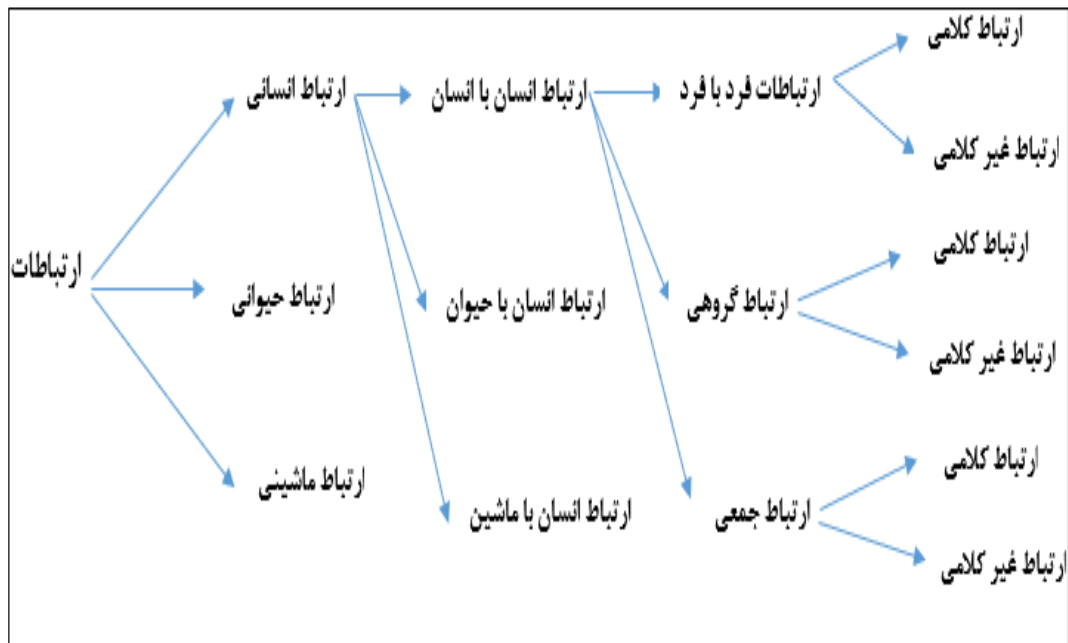 ارتباط کلامی
ارتباط انسانی
ارتباط انسان با انسان
ارتباطات فرد با فرد
ارتباط غیر کلامی
ارتباط کلامی
ارتباطات
ارتباط حیوانی
ارتباط انسان با حیوان
ارتباط گروهی
ارتباط غیر کلامی
ارتباط کلامی
ارتباط ماشینی
ارتباط انسان با ماشین
ارتباط جمعی
ارتباط غیر کلامی